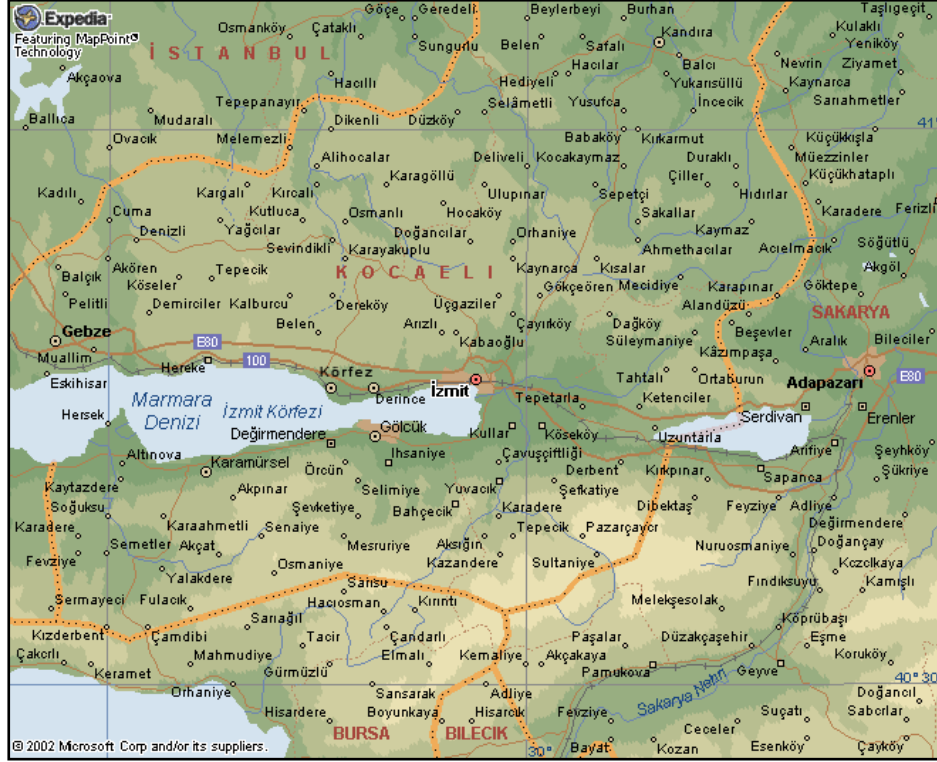 Expedia®
Göçe
Geredeli
Beylerbeyi
Burhan
Taşlıgeçit
Featuring MapPoint®
Technology
Osmanköy
Çataklı
Kandıra
Kulaklı
İSTANBUL
Sungurlu
Belen
Safalı
Yeniköy
Akçaova
Hacıllı
Hediyeli
Hacılar
Balcı
Nevrin
Ziyamet
Yukarısüllü
Kaynarca
Tepepanayır
Selâmetli
Yusufca
İncecik
Sarıahmetler
Ballıca
Mudaralı
Dikenli
Düzköy
41°
Ovacık
Melemezli
Babaköy
Kırkarmut
Küçükkışla
Alihocalar
Deliveli
Kocakaymaz
Duraklı
Müezzinler
Karagöllü
Çiller
Küçükhataplı
Kadılı
Kargalı
Kırcalı
Ulupınar
Sepetçi
Hıdırlar
Cuma
Kutluca
Osmanlı
Hocaköy
Sakallar
Karadere
Ferizli
Denizli
Yağcılar
Doğancılar
Orhaniye
Kaymaz
Sevindikli
Karayakuplu
Ahmethacılar
Acıelmacık
Söğütlü
Balçık
Akören
Tepecik
KOCAELI
Kaynarca
Kısalar
Akgöl
Köseler
Gökçeören
Mecidiye
Karapınar
Göktepe
Pelitli
Demirciler
Kalburcu
Dereköy
Üçgaziler
Alandüzü
SAKARYA
Gebze
Belen
Arızlı
Çayırköy
Dağköy
Beşevler
E80
Kabaoğlu
Süleymaniye
Aralık
Bileciler
Muallim
100
Kâzımpaşa
Hereke
Körfez
Tahtalı
Ortaburun
Adapazarı
E80
Eskihisar
Derince
İzmit
Marmara
Denizi
İzmit Körfezi
Tepetarla
Ketenciler
Hersek
Gölcük
Serdivan
Erenler
Değirmendere
Kullar
Köseköy
Uzuntarla
Altınova
Ihsaniye
Çavuşçiftliği
Arifiye
Şeyhköy
Karamürsel
Örcün
Derbent
Kırkpınar
Sapanca
Şükriye
Kaytazdere
Akpınar
Selimiye
Yuvacık
Şefkatiye
Soğuksu
Şevketiye
Bahçecik
Dibektaş
Feyziye
Adliye
Karadere
Karaahmetli
Senaiye
Karadere
Değirmendere
Tepecik
Pazarçayır
Semetler
Akçat
Mesruriye
Aksığın
Nuruosmaniye
Doğançay
Fevziye
Osmaniye
Kazandere
Sultaniye
Yalakdere
Sarısu
Fındıksuyu
Kamışlı
Sermayeci
Fulacık
Hacıosman
Kırıntı
Melekşesolak
Sarıağıl
Köprübaşı
Kızderbent
Çamdibi
Tacir
Çandarlı
Paşalar
Düzakçaşehir
Eşme
Çakırlı
Mahmudiye
Elmalı
Kemaliye
Akçakaya
Koruköy
Keramet
Gürmüzlü
Pamukova
Geyve
Orhaniye
40° 30
Sansarak
Adliye
Sakarya Nehri
Doğancıl
Hisardere
Boyunkaya
Hisarcık
Fevziye
Suçatı
Sabırlar
BURSA
BILECIK
Ceceler
© 2002 Microsoft Corp and/or its suppliers.
30°
Bayat
Kozan
Esenköy
Çayköy